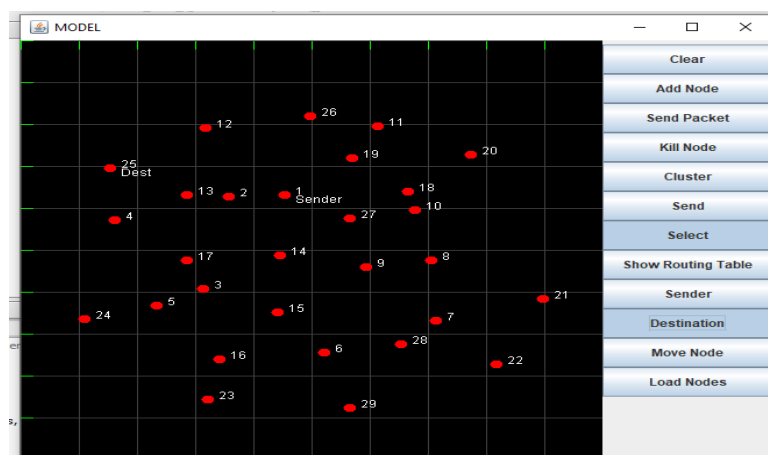 MODEL
Clear
Add Node
Send Packet
Kill Node
Cluster
Send
Select
Show Routing Table
Sender
Destination
Move Node
Load Nodes
26
12
11
19
20
25
Dest
13
2
1
Sender
18
10
4
27
14
17
9
8
3
5
21
24
15
7
28
6
16
22
23
29
er
s,